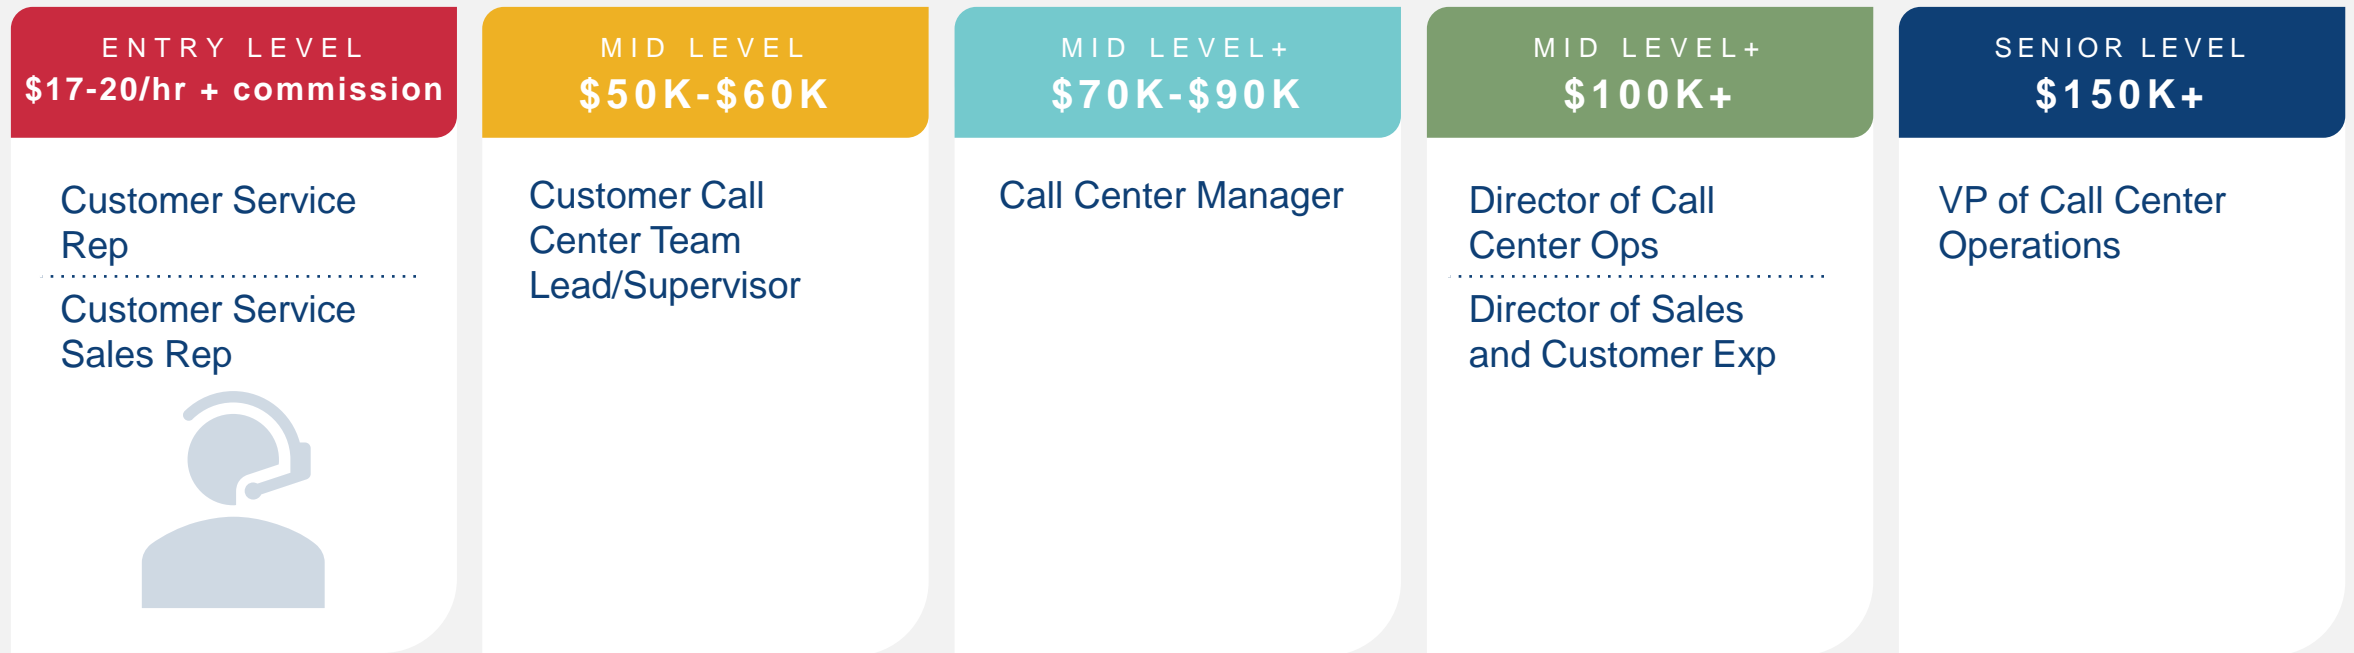 ENTRY LEVEL
$17-20/hr + commission
Customer Service
Rep
Customer Service
Sales Rep
MID LEVEL
$50K-$60K
Customer Call
Center Team
Lead/Supervisor
MID LEVEL+
$70K-$90K
Call Center Manager
MID LEVEL+
$100K+
Director of Call
Center Ops
Director of Sales
and Customer Exp
SENIOR LEVEL
$150K+
VP of Call Center
Operations